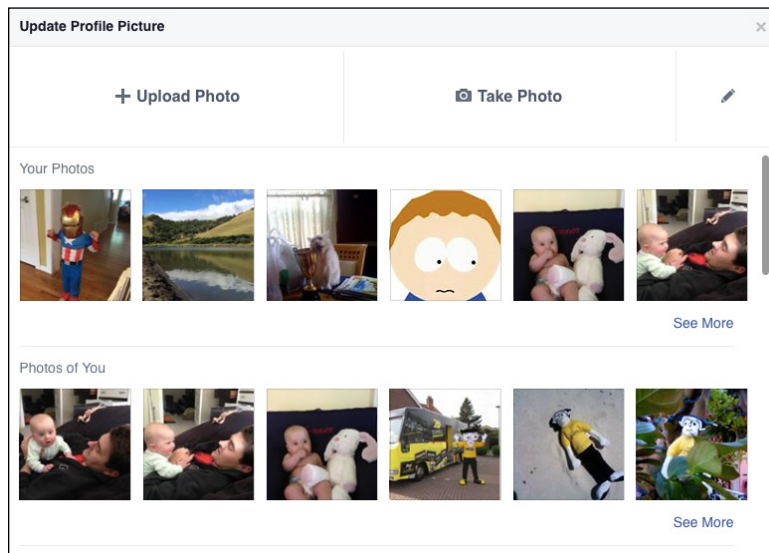 Update Profile Picture
Upload Photo
Take Photo
Your Photos
See More
Photos of You
See More